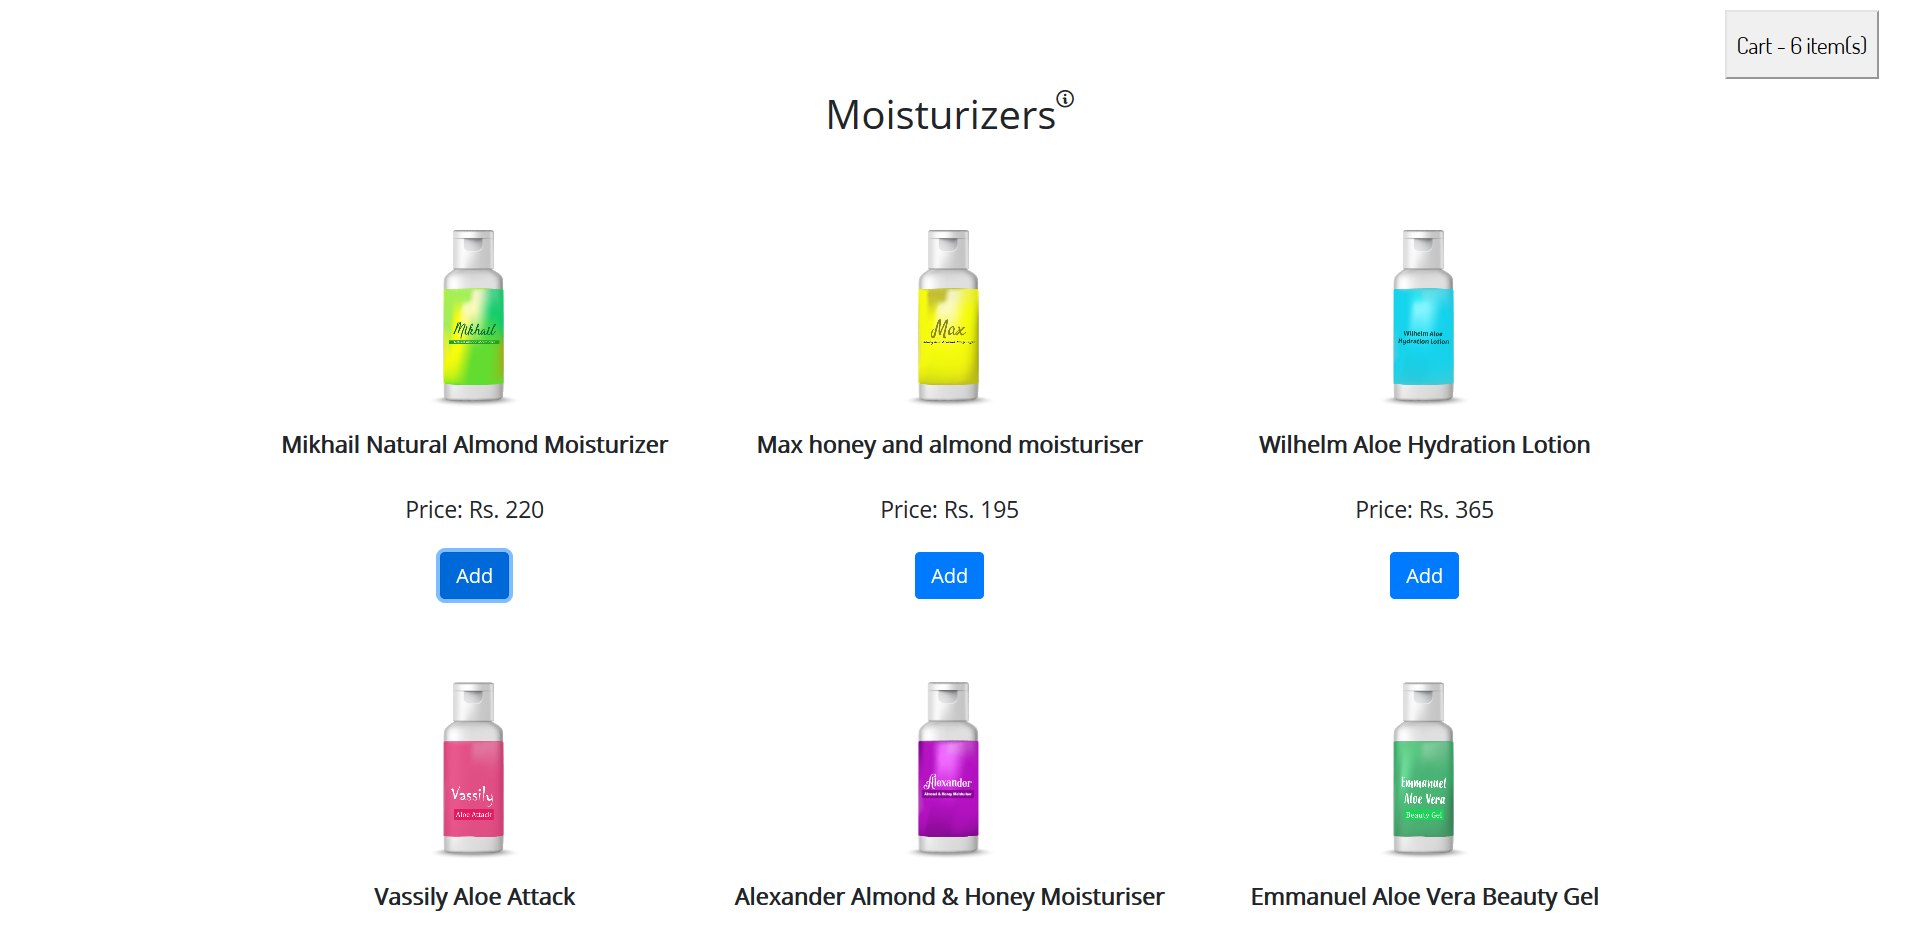 Cart - 6 item(s)
Moisturizers
Mikhail
Max
Wilhelm Aloe
Hydration Lotion
Mikhail Natural Almond Moisturizer
Max honey and almond moisturiser
Wilhelm Aloe Hydration Lotion
Price: Rs. 220
Price: Rs. 195
Price: Rs. 365
Add
Add
Add
Vassily
Aloe Attack
Alexander
Almond & Honey Moisturiser
Emmanuel
Aloe Vera
Beauty Gel
Vassily Aloe Attack
Alexander Almond & Honey Moisturiser
Emmanuel Aloe Vera Beauty Gel